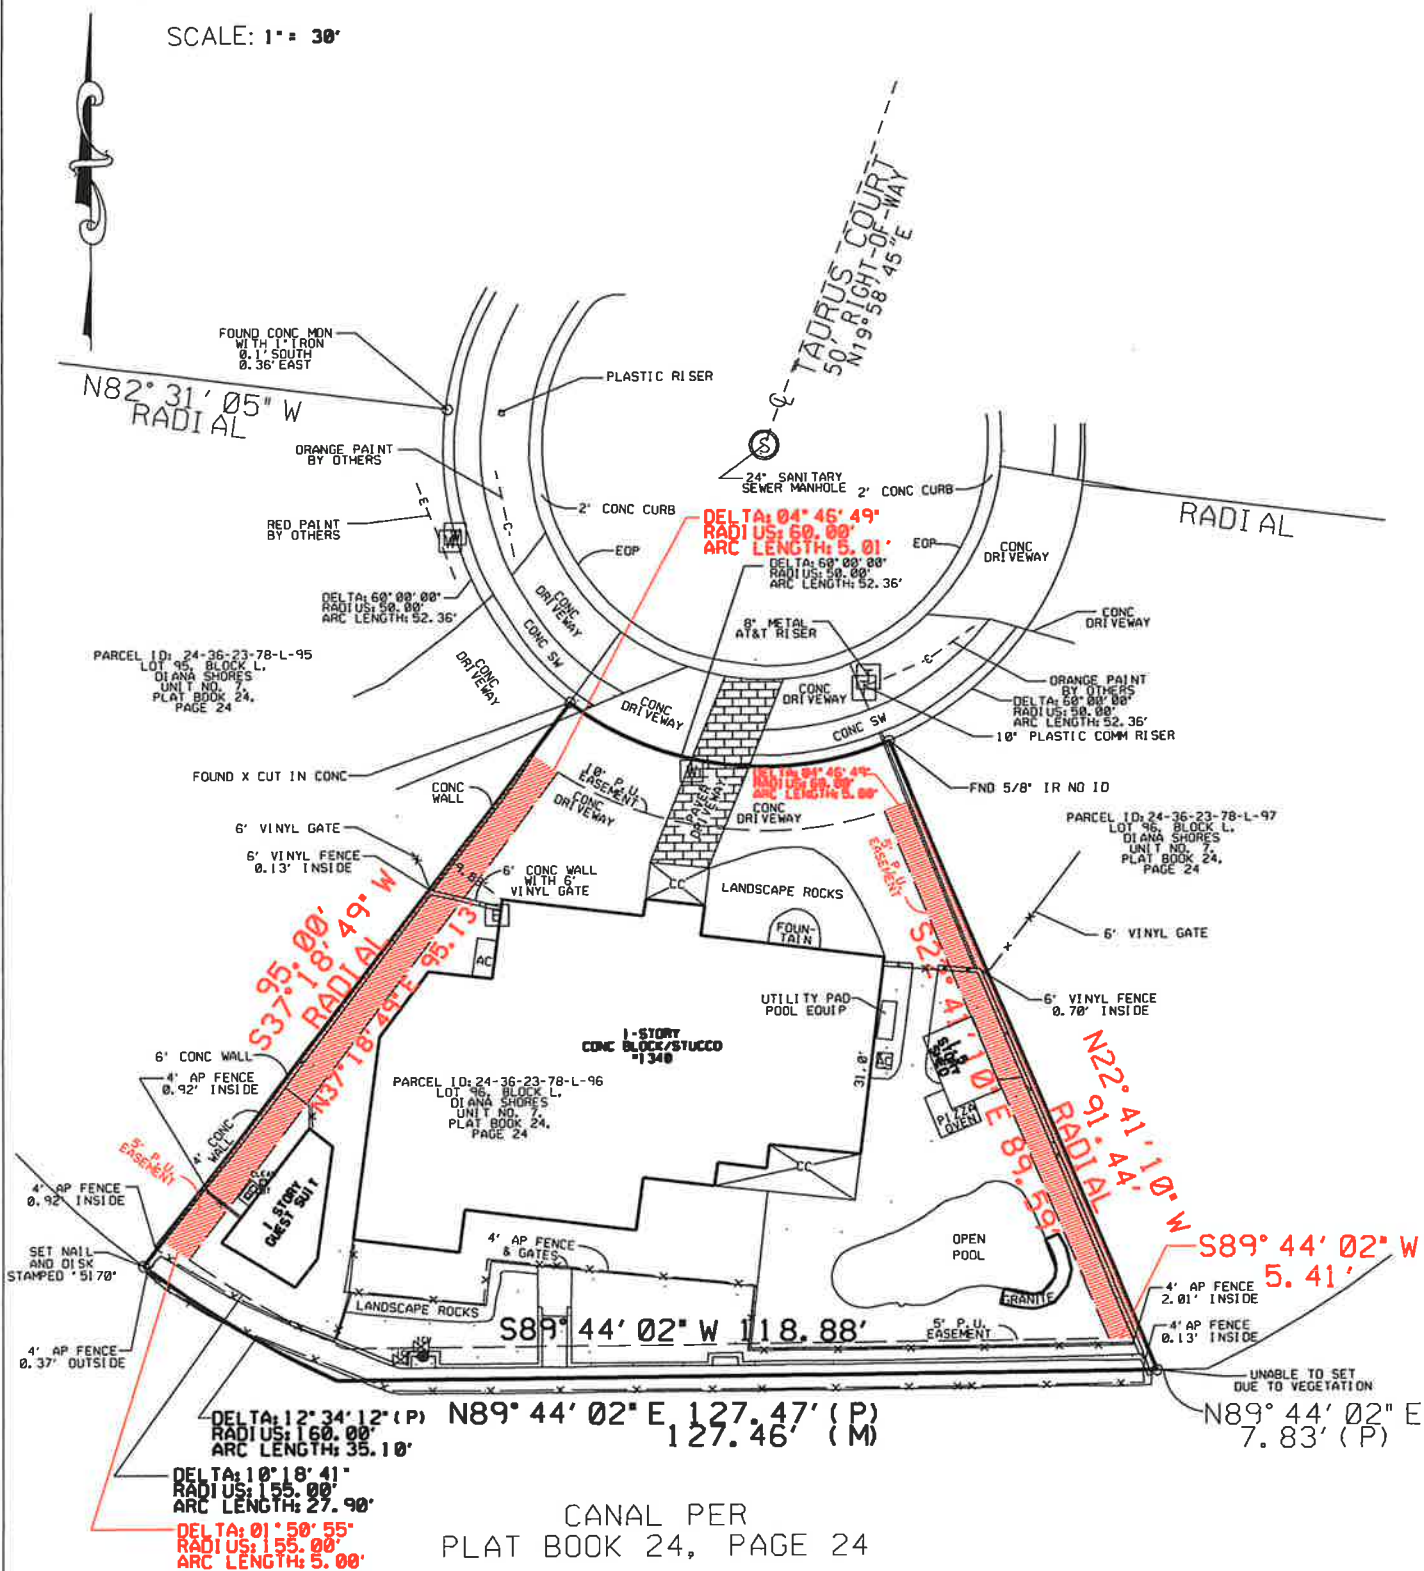 SCALE: 1"= 30'
TAURUS COURT
50' RIGHT-OF-WAY
N19°58'45"E
FOUND CONC MON
WITH 1"IRON
0.1' SOUTH
0.36' EAST
N82°31'05" W
RADIAL
PLASTIC RISER
ORANGE PAINT
BY OTHERS
S
24" SANITARY
SEWER MANHOLE
2' CONC CURB
RADIAL
RED PAINT
BY OTHERS
2' CONC CURB
DELTA: 04°46'49"
RADIUS: 60.00'
ARC LENGTH: 5.01'
EOP
EOP
CONC
DRIVEWAY
DELTA: 60°00'00"
RADIUS: 50.00'
ARC LENGTH: 52.36'
DELTA: 60°00'00"
RADIUS: 50.00'
ARC LENGTH: 52.36'
CONC
DRIVEWAY
CONC SW
8" METAL
AT&T RISER
CONC
DRIVEWAY
PARCEL ID: 24-36-23-78-L-95
LOT 95, BLOCK L,
DIANA SHORES
UNIT NO. 7,
PLAT BOOK 24,
PAGE 24
CONC
DRIVEWAY
CONC
DRIVEWAY
CONC
DRIVEWAY
CONC SW
ORANGE PAINT
BY OTHERS
DELTA: 60°00'00"
RADIUS: 50.00'
ARC LENGTH: 52.36'
10" PLASTIC COMM RISER
FOUND X CUT IN CONC
10' P.U.
EASEMENT
CONC
DRIVEWAY
PAVER
DRIVEWAY
DELTA: 04°46'49"
RADIUS: 60.00'
ARC LENGTH: 5.00'
CONC
DRIVEWAY
FND 5/8" IR NO ID
CONC
WALL
PARCEL ID: 24-36-23-78-L-97
LOT 96, BLOCK L,
DIANA SHORES
UNIT NO. 7,
PLAT BOOK 24,
PAGE 24
6' VINYL GATE
6' VINYL FENCE
0.13' INSIDE
6' CONC WALL
WITH 6'
VINYL GATE
CC
LANDSCAPE ROCKS
5' P.U.
EASEMENT
FOUN-
TAIN
6' VINYL GATE
E
AC
95.00'
S37°18'49" W
RADIAL
N37°18'49"E 95.13'
UTILITY PAD
POOL EQUIP
6' VINYL FENCE
0.70' INSIDE
1-STORY
CONC BLOCK/STUCCO
#1340
AC
31.0'
STORY
SHED
PIZZA
OVEN
S22°41'10" E 89.59'
N22°41'10" W
91.44'
RADIAL
6' CONC WALL
4' AP FENCE
0.92' INSIDE
PARCEL ID: 24-36-23-78-L-96
LOT 96, BLOCK L,
DIANA SHORES
UNIT NO. 7,
PLAT BOOK 24,
PAGE 24
4' CONC
WALL
5' P.U.
EASEMENT
CC
4' AP FENCE
0.92' INSIDE
1 STORY
GUEST SUIT
SET NAIL
AND DISK
STAMPED "5170"
4' AP FENCE
& GATES
OPEN
POOL
GRANITE
S89°44'02" W
5.41'
4' AP FENCE
2.01' INSIDE
LANDSCAPE ROCKS
S89°44'02" W 118.88'
5' P.U.
EASEMENT
4' AP FENCE
0.13' INSIDE
4' AP FENCE
0.37' OUTSIDE
UNABLE TO SET
DUE TO VEGETATION
DELTA: 12°34'12"(P)
RADIUS: 160.00'
ARC LENGTH: 35.10'
N89°44'02" E 127.47' (P)
127.46' (M)
N89°44'02" E
7.83' (P)
DELTA: 10°18'41"
RADIUS: 155.00'
ARC LENGTH: 27.90'
DELTA: 01°50'55"
RADIUS: 155.00'
ARC LENGTH: 5.00'
CANAL PER
PLAT BOOK 24, PAGE 24